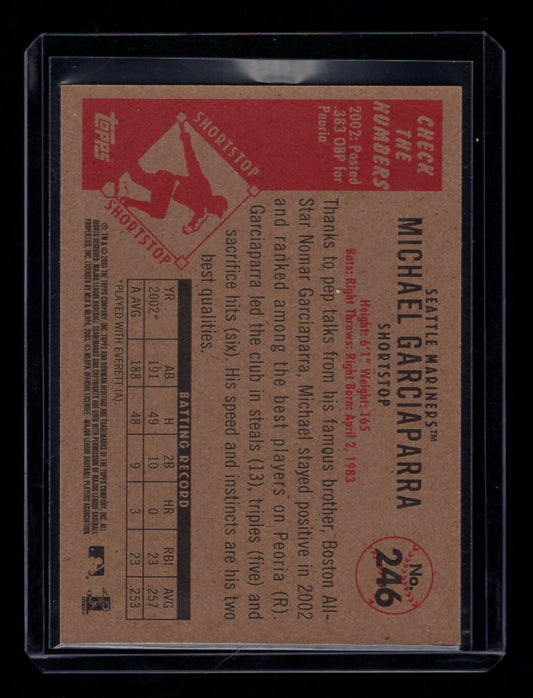 CHECK
THE
NUMBERS
2002: Posted
.383 OBP for
Peoria
SHORTSTOP
SHORTSTOP
Topps
SEATTLE MARINERS™
MICHAEL GARCIAPARRA
SHORTSTOP
Height: 6'1" Weight: 165
Bats: Right Throws: Right Born: April 2, 1983
No.
246
Thanks to pep talks from his famous brother, Boston All-
Star Nomar Garciaparra, Michael stayed positive in 2002
and ranked among the best players on Peoria (R).
Garciaparra led the club in steals (13), triples (five) and
sacrifice hits (six). His speed and instincts are his two
best qualities.
BATTING RECORD
YR AB H 2B HR RBI AVG
2002* 191 49 10 0 23 .257
A AVG 188 48 9 3 23 .253
*PLAYED WITH EVERETT (A).